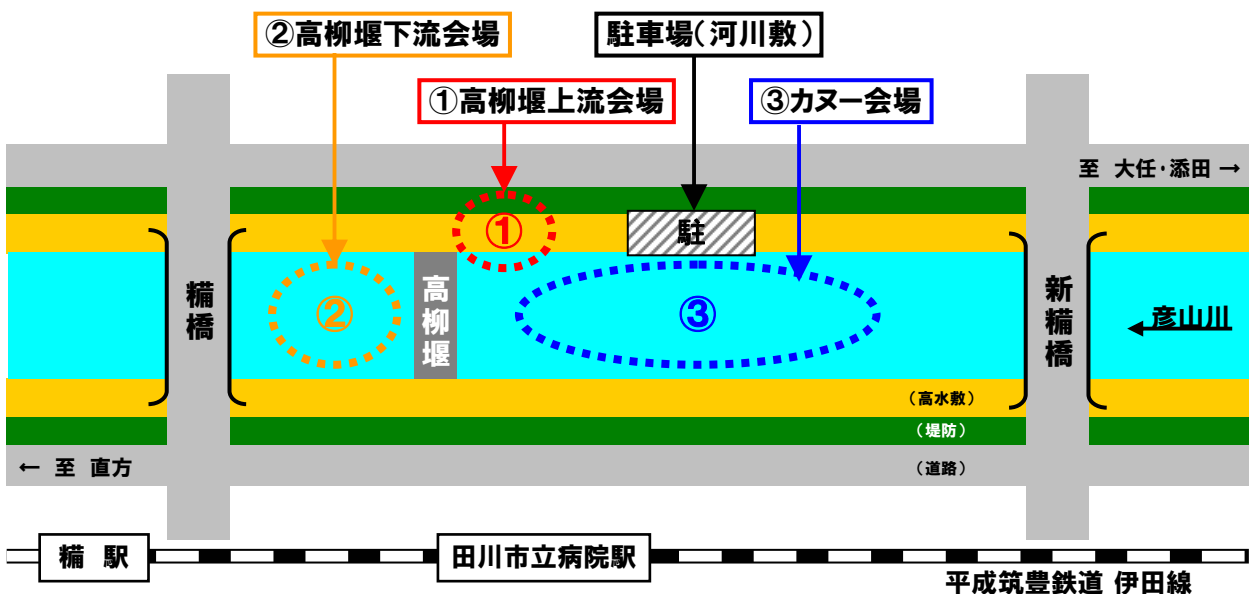 ②高柳堰下流会場
駐車場(河川敷)
①高柳堰上流会場
③カヌー会場
至 大任・添田 →
①
駐
糒橋
②
高柳堰
③
新糒橋
彦山川
(高水敷)
(堤防)
← 至 直方
(道路)
糒 駅
田川市立病院駅
平成筑豊鉄道 伊田線